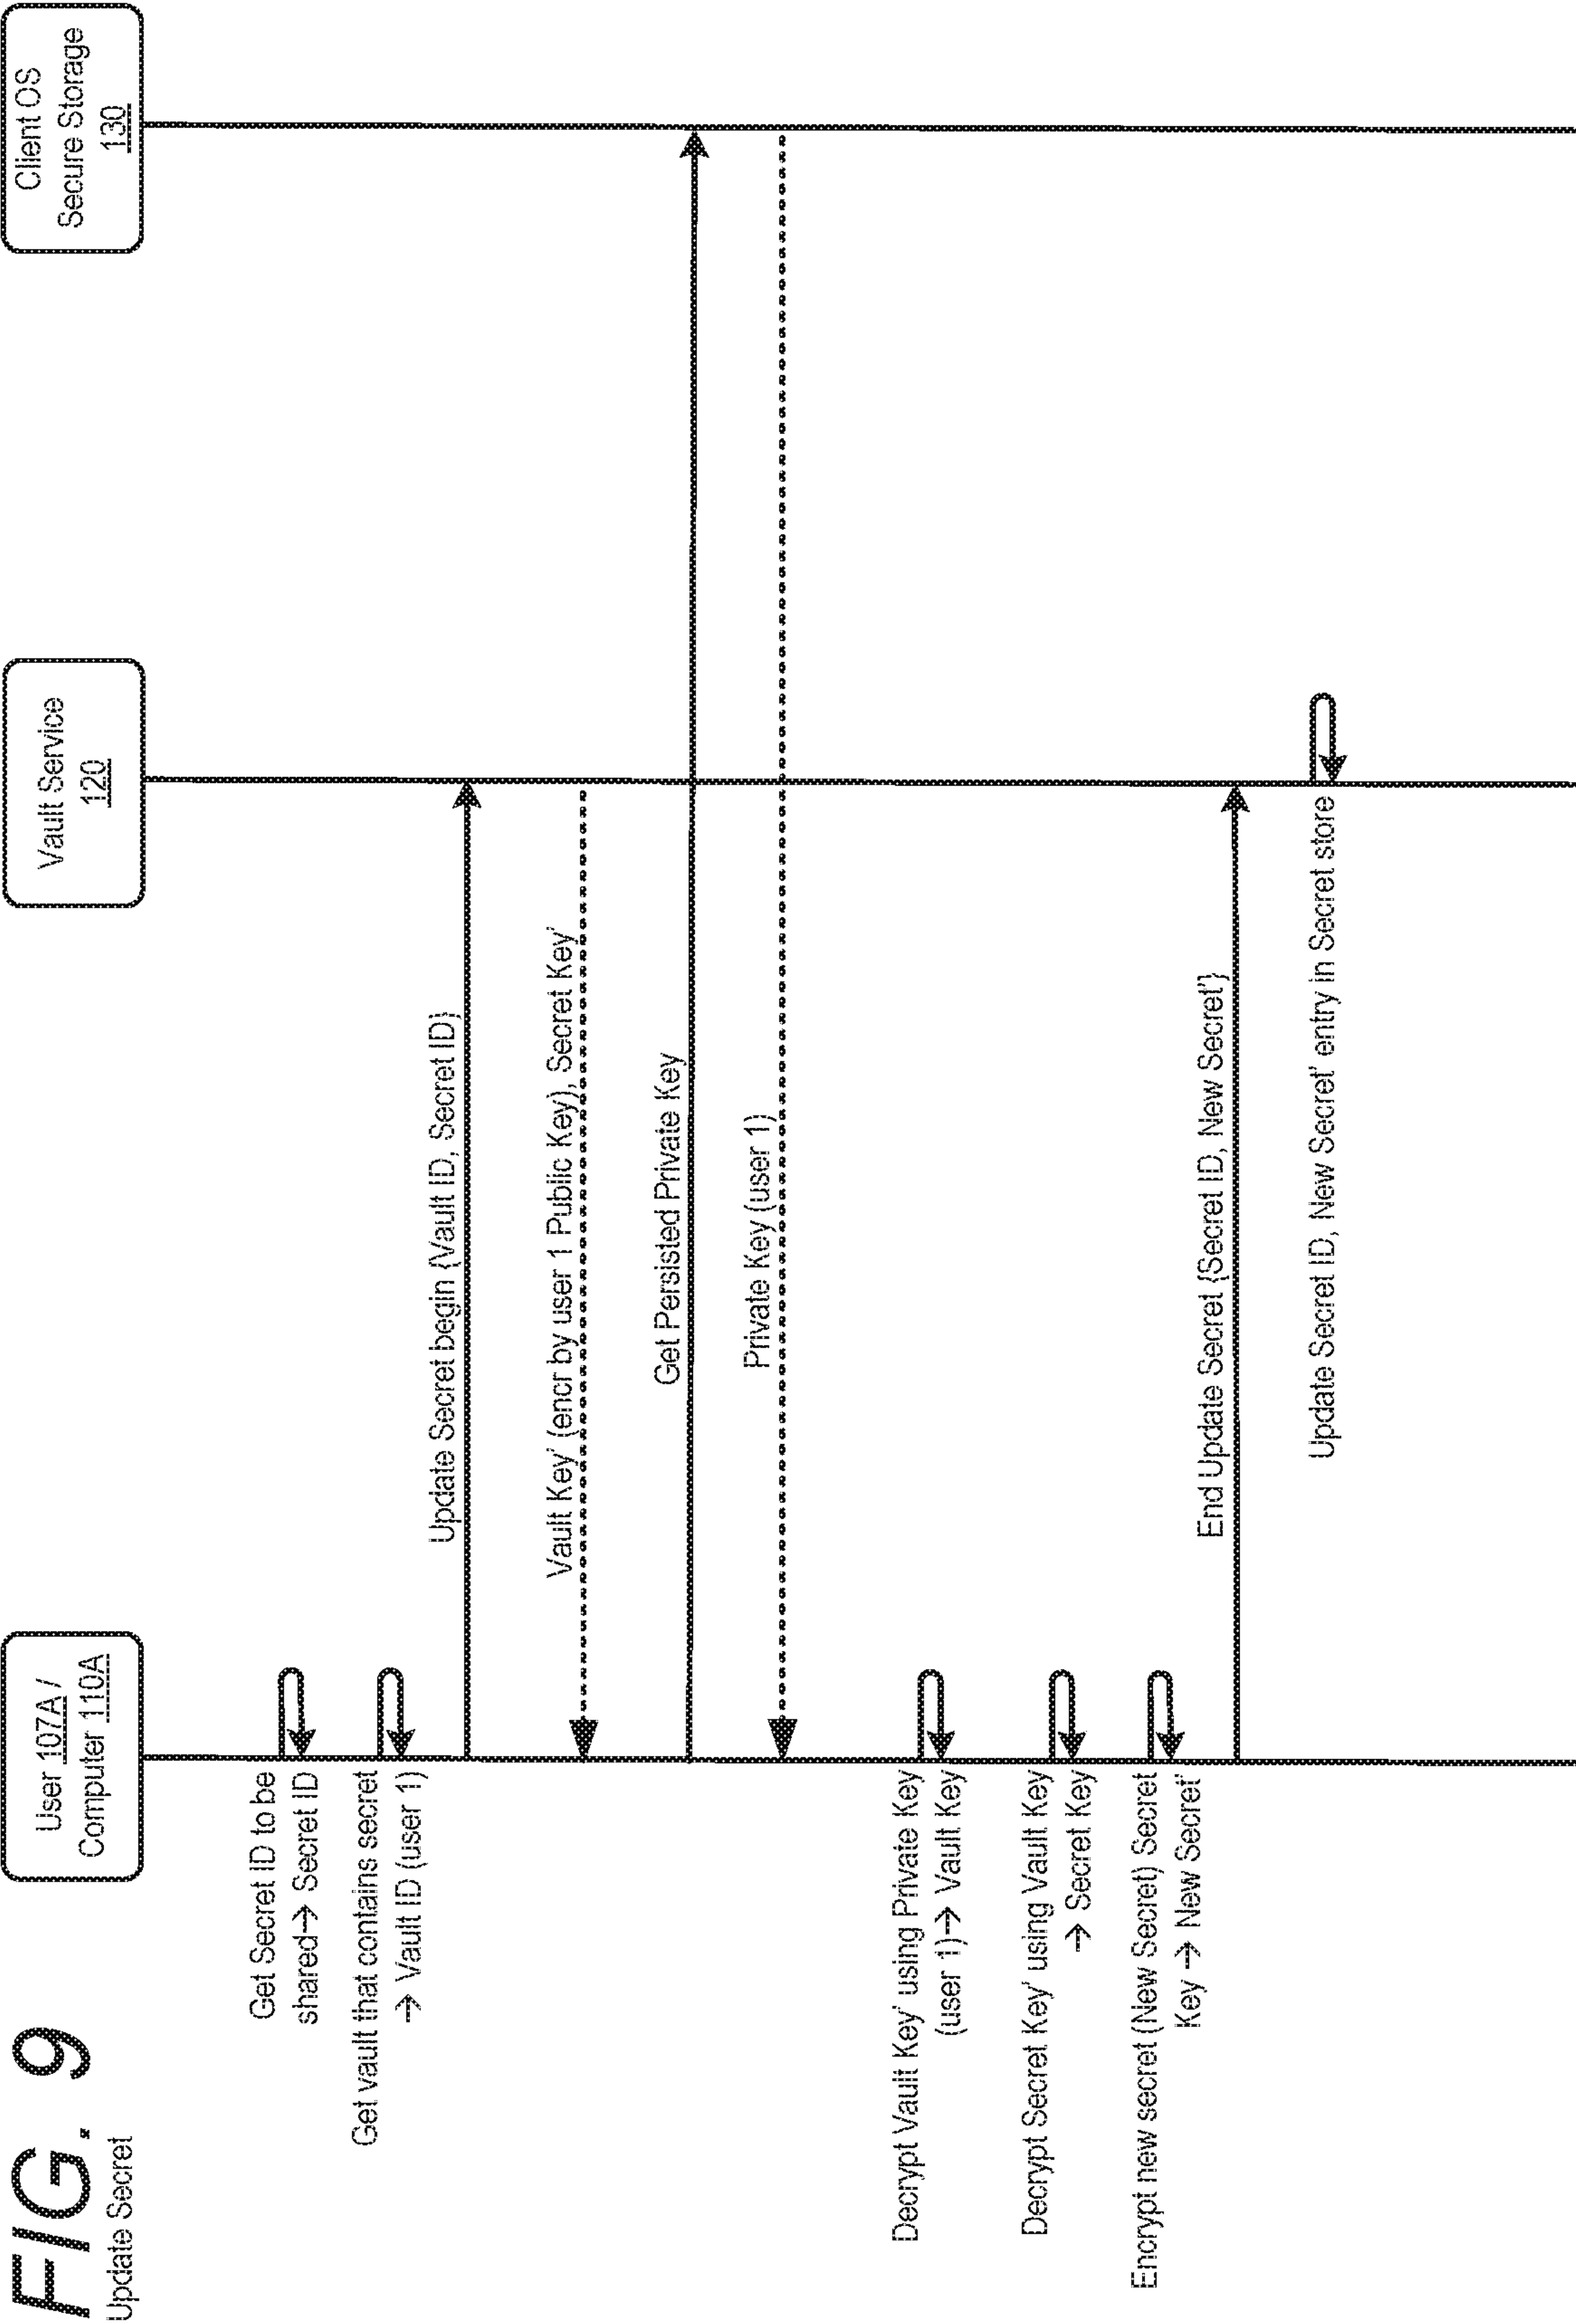 FIG. 9
Update Secret
User 107A /
Computer 110A
Vault Service
120
Client OS
Secure Storage
130
Get Secret ID to be
shared→ Secret ID
Get vault that contains secret
→ Vault ID (user 1)
Update Secret begin {Vault ID, Secret ID}
Vault Key' (encr by user 1 Public Key), Secret Key'
Get Persisted Private Key
Private Key (user 1)
Decrypt Vault Key' using Private Key
(user 1)→ Vault Key
Decrypt Secret Key' using Vault Key
→ Secret Key
Encrypt new secret (New Secret) Secret
Key → New Secret'
End Update Secret {Secret ID, New Secret'}
Update Secret ID, New Secret' entry in Secret store